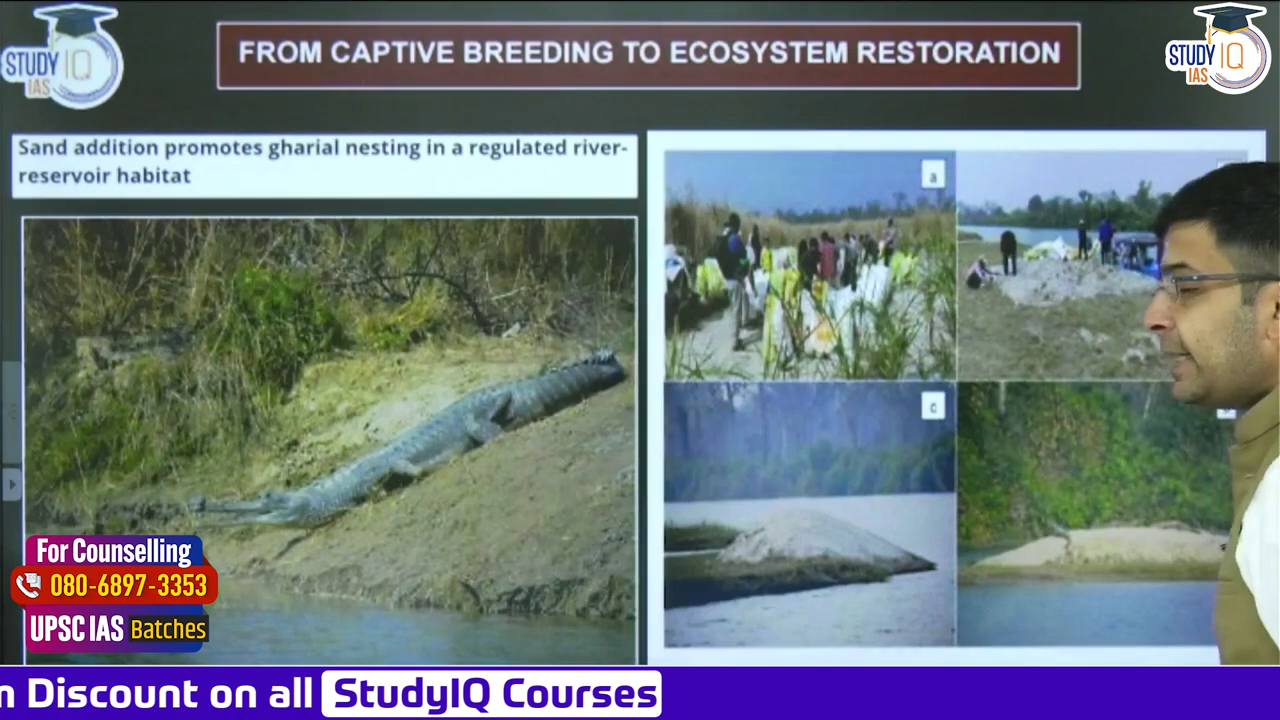 STUDY IQ
IAS
FROM CAPTIVE BREEDING TO ECOSYSTEM RESTORATION
STUDY IQ
IAS
Sand addition promotes gharial nesting in a regulated river-
reservoir habitat
a
c
For Counselling
080-6897-3353
UPSC IAS Batches
Discount on all StudyIQ Courses